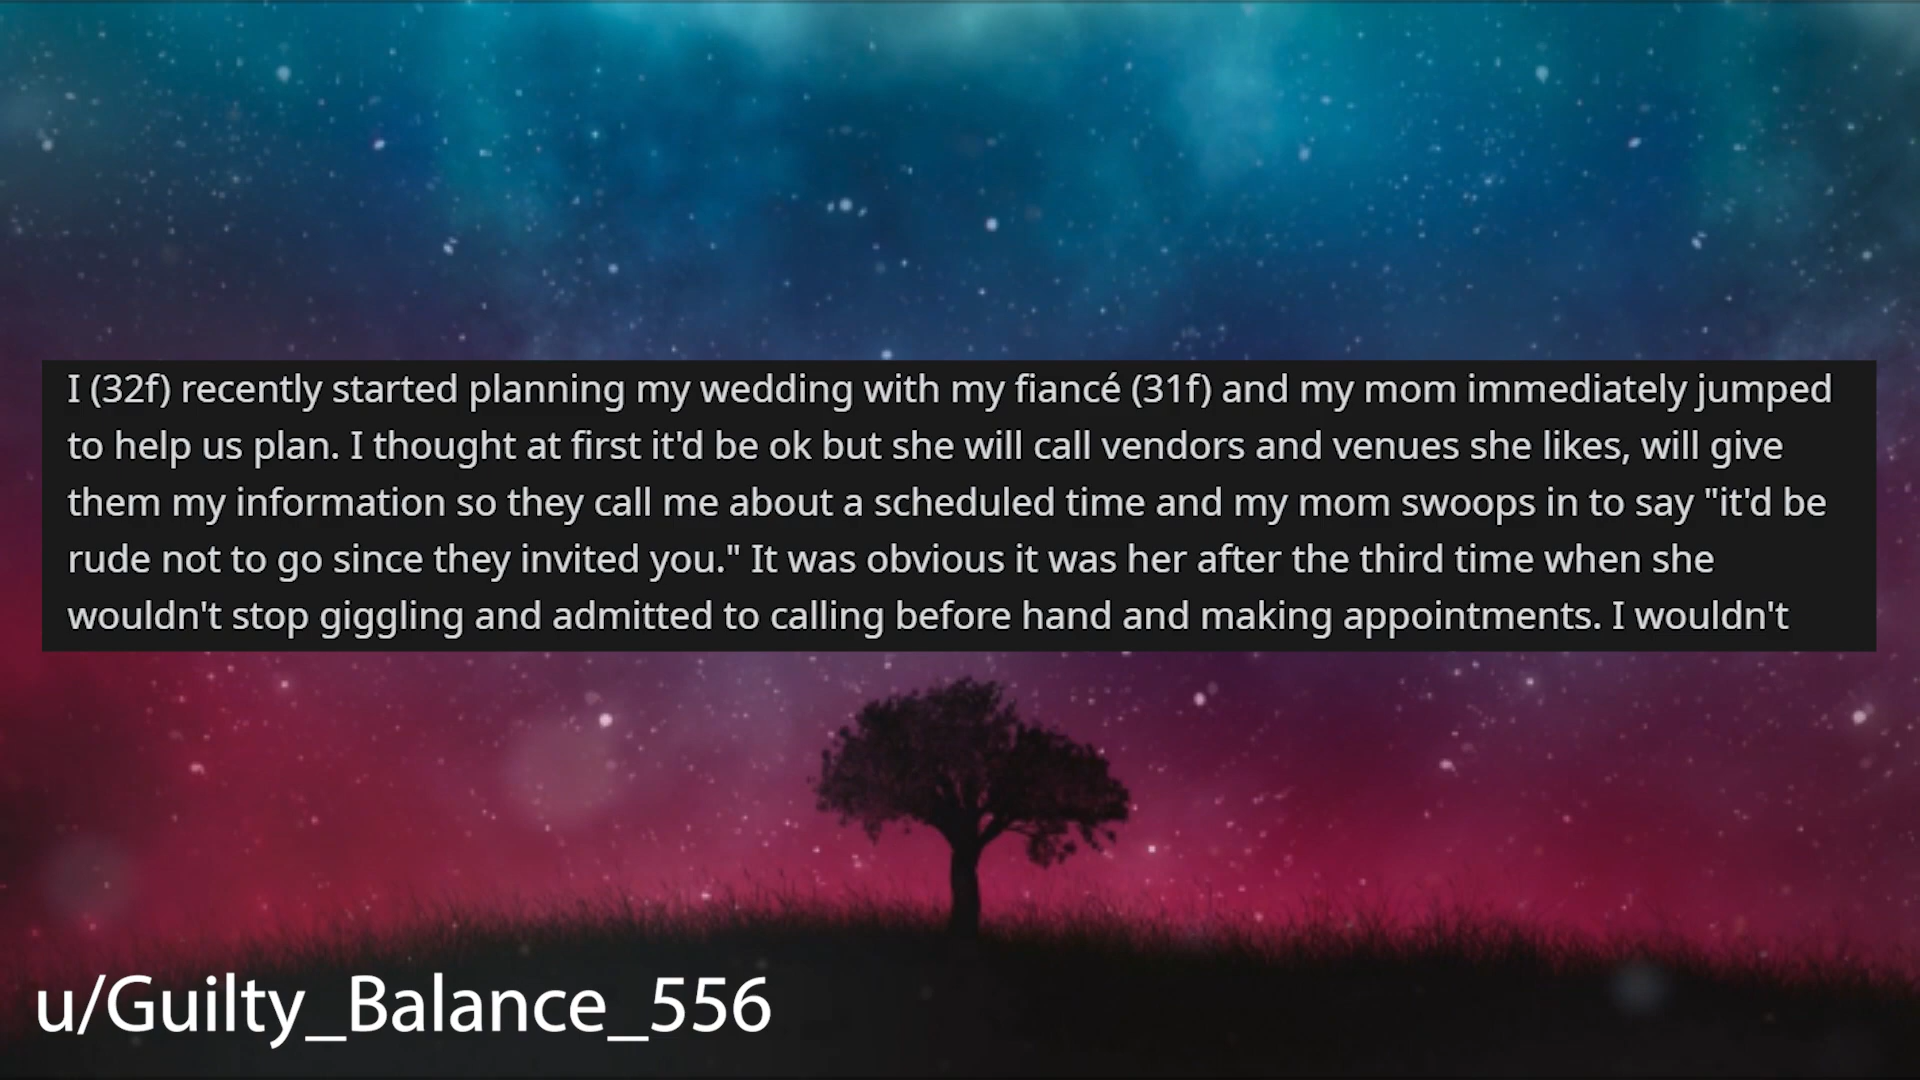 I (32f) recently started planning my wedding with my fiancé (31f) and my mom immediately jumped
to help us plan. I thought at first it'd be ok but she will call vendors and venues she likes, will give
them my information so they call me about a scheduled time and my mom swoops in to say "it'd be
rude not to go since they invited you." It was obvious it was her after the third time when she
wouldn't stop giggling and admitted to calling before hand and making appointments. I wouldn't
u/Guilty_Balance_556